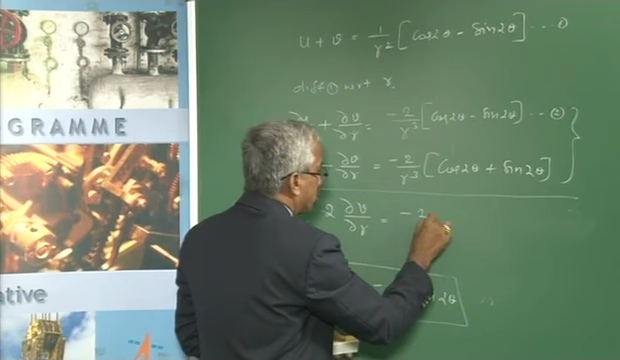 u + v = 1/r² [Cos2θ - Sin2θ] ... ①
diff ① w.r.t r.
∂u + ∂v/∂r = -2/r³ [Cos2θ - Sin2θ] ... ②
- ∂v/∂r = -2/r³ [Cos2θ + Sin2θ]
2 ∂v/∂r = -2
2θ
GRAMME
ative